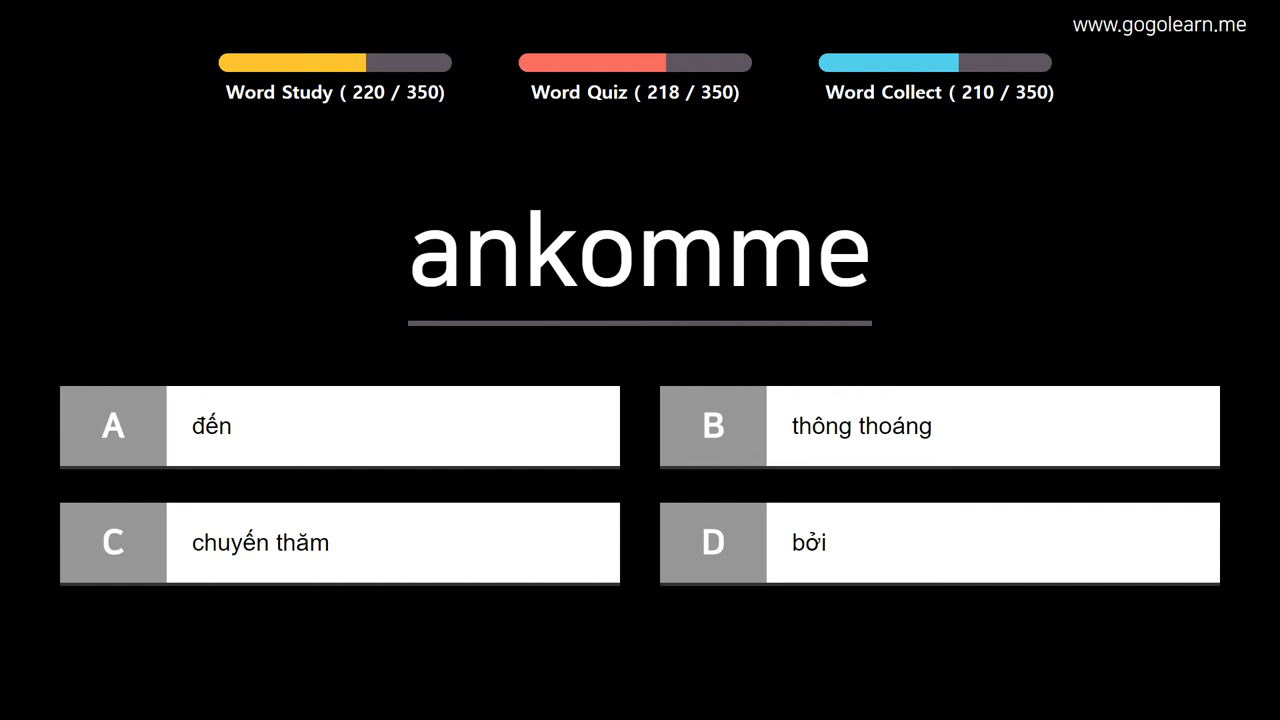 www.gogolearn.me
Word Study ( 220 / 350)
Word Quiz ( 218 / 350)
Word Collect ( 210 / 350)
ankomme
A đến
B thông thoáng
C chuyến thăm
D bởi